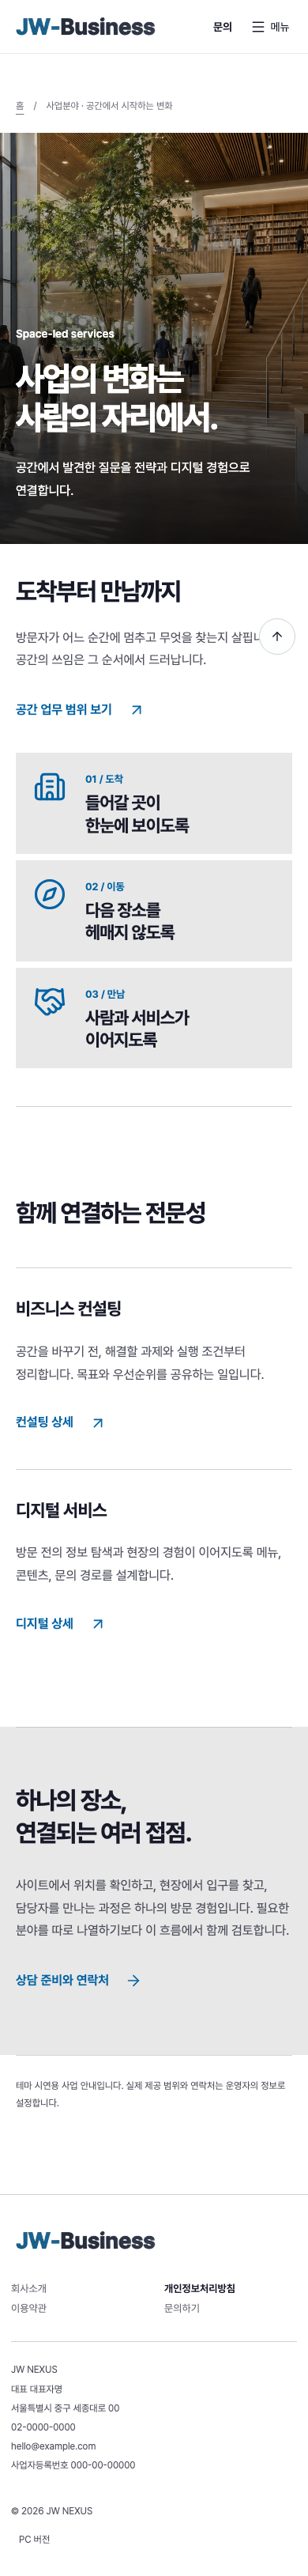 JW-Business
문의
메뉴
홈 / 사업분야 · 공간에서 시작하는 변화
Space-led services
사업의 변화는
사람의 자리에서.
공간에서 발견한 질문을 전략과 디지털 경험으로
연결합니다.
도착부터 만남까지
방문자가 어느 순간에 멈추고 무엇을 찾는지 살핍니
공간의 쓰임은 그 순서에서 드러납니다.
공간 업무 범위 보기
01 / 도착
들어갈 곳이
한눈에 보이도록
02 / 이동
다음 장소를
헤매지 않도록
03 / 만남
사람과 서비스가
이어지도록
함께 연결하는 전문성
비즈니스 컨설팅
공간을 바꾸기 전, 해결할 과제와 실행 조건부터
정리합니다. 목표와 우선순위를 공유하는 일입니다.
컨설팅 상세
디지털 서비스
방문 전의 정보 탐색과 현장의 경험이 이어지도록 메뉴,
콘텐츠, 문의 경로를 설계합니다.
디지털 상세
하나의 장소,
연결되는 여러 접점.
사이트에서 위치를 확인하고, 현장에서 입구를 찾고,
담당자를 만나는 과정은 하나의 방문 경험입니다. 필요한
분야를 따로 나열하기보다 이 흐름에서 함께 검토합니다.
상담 준비와 연락처
테마 시연용 사업 안내입니다. 실제 제공 범위와 연락처는 운영자의 정보로
설정합니다.
JW-Business
회사소개
개인정보처리방침
이용약관
문의하기
JW NEXUS
대표 대표자명
서울특별시 중구 세종대로 00
02-0000-0000
hello@example.com
사업자등록번호 000-00-00000
© 2026 JW NEXUS
PC 버전